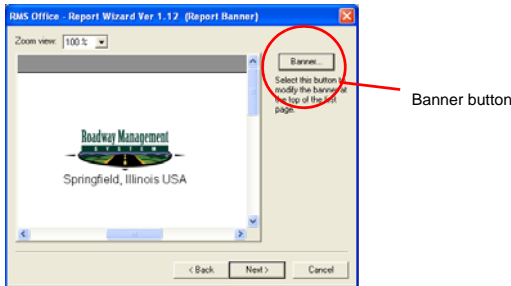 RMS Office - Report Wizard Ver 1.12 (Report Banner)
Zoom view: 100 %
Banner...
Select this button to
modify the banner at
the top of the first
page.
Banner button
Roadway Management
SYSTEM
Springfield, Illinois USA
< Back
Next >
Cancel